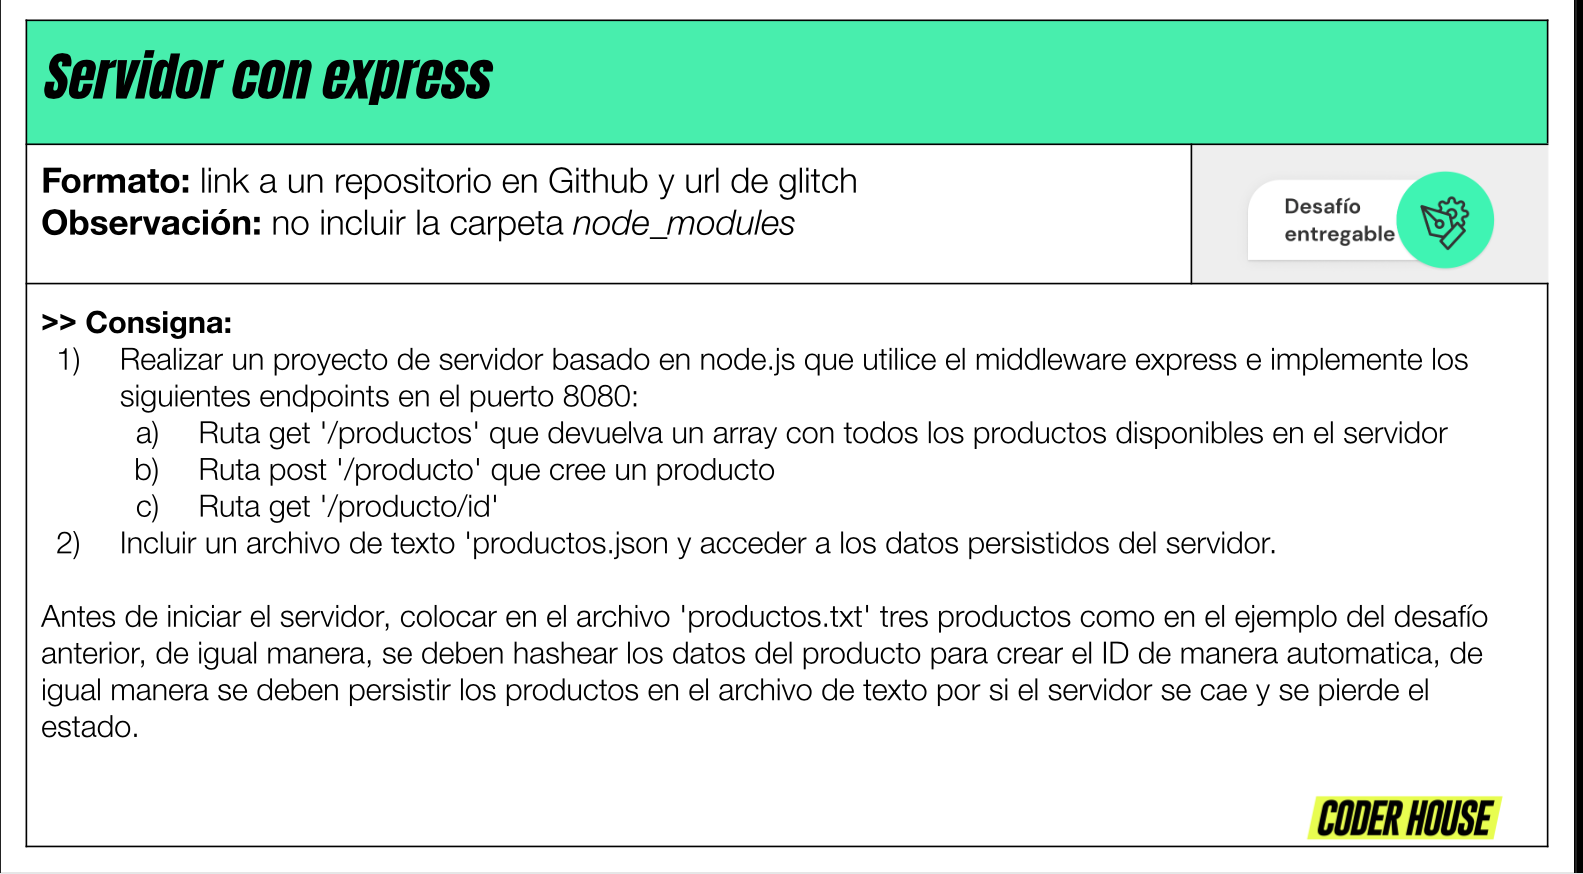 Servidor con express
Formato: link a un repositorio en Github y url de glitch
Observación: no incluir la carpeta node_modules
Desafío
entregable
>> Consigna:
1) Realizar un proyecto de servidor basado en node.js que utilice el middleware express e implemente los
siguientes endpoints en el puerto 8080:
a) Ruta get '/productos' que devuelva un array con todos los productos disponibles en el servidor
b) Ruta post '/producto' que cree un producto
c) Ruta get '/producto/id'
2) Incluir un archivo de texto 'productos.json y acceder a los datos persistidos del servidor.
Antes de iniciar el servidor, colocar en el archivo 'productos.txt' tres productos como en el ejemplo del desafío
anterior, de igual manera, se deben hashear los datos del producto para crear el ID de manera automatica, de
igual manera se deben persistir los productos en el archivo de texto por si el servidor se cae y se pierde el
estado.
CODER HOUSE